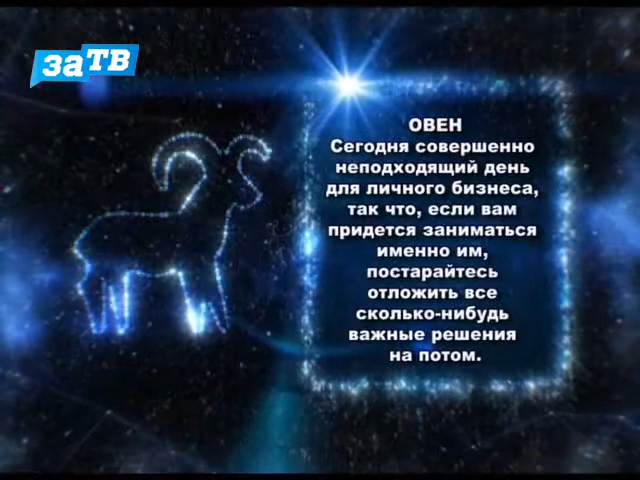 заТВ
ОВЕН
Сегодня совершенно
неподходящий день
для личного бизнеса,
так что, если вам
придется заниматься
именно им,
постарайтесь
отложить все
сколько-нибудь
важные решения
на потом.